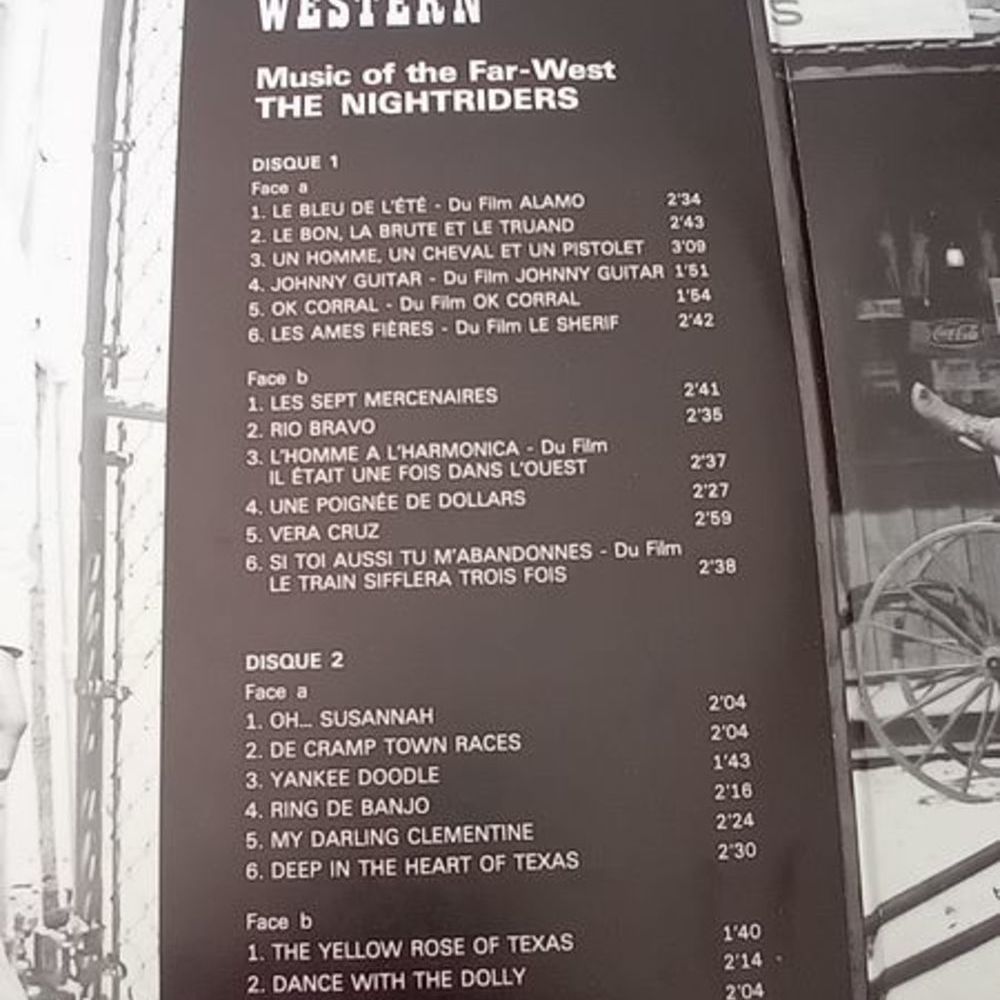 WESTERN
Music of the Far-West
THE NIGHTRIDERS
DISQUE 1
Face a
1. LE BLEU DE L'ÉTÉ - Du Film ALAMO 2'34
2. LE BON, LA BRUTE ET LE TRUAND 2'43
3. UN HOMME, UN CHEVAL ET UN PISTOLET 3'09
4. JOHNNY GUITAR - Du Film JOHNNY GUITAR 1'51
5. OK CORRAL - Du Film OK CORRAL 1'54
6. LES AMES FIÈRES - Du Film LE SHERIF 2'42
Face b
1. LES SEPT MERCENAIRES 2'41
2. RIO BRAVO 2'35
3. L'HOMME A L'HARMONICA - Du Film
IL ÉTAIT UNE FOIS DANS L'OUEST 2'37
4. UNE POIGNÉE DE DOLLARS 2'27
5. VERA CRUZ 2'59
6. SI TOI AUSSI TU M'ABANDONNES - Du Film
LE TRAIN SIFFLERA TROIS FOIS 2'38
DISQUE 2
Face a
1. OH... SUSANNAH 2'04
2. DE CRAMP TOWN RACES 2'04
3. YANKEE DOODLE 1'43
4. RING DE BANJO 2'16
5. MY DARLING CLEMENTINE 2'24
6. DEEP IN THE HEART OF TEXAS 2'30
Face b
1. THE YELLOW ROSE OF TEXAS 1'40
2. DANCE WITH THE DOLLY 2'14
2'04
S
Coca-Cola